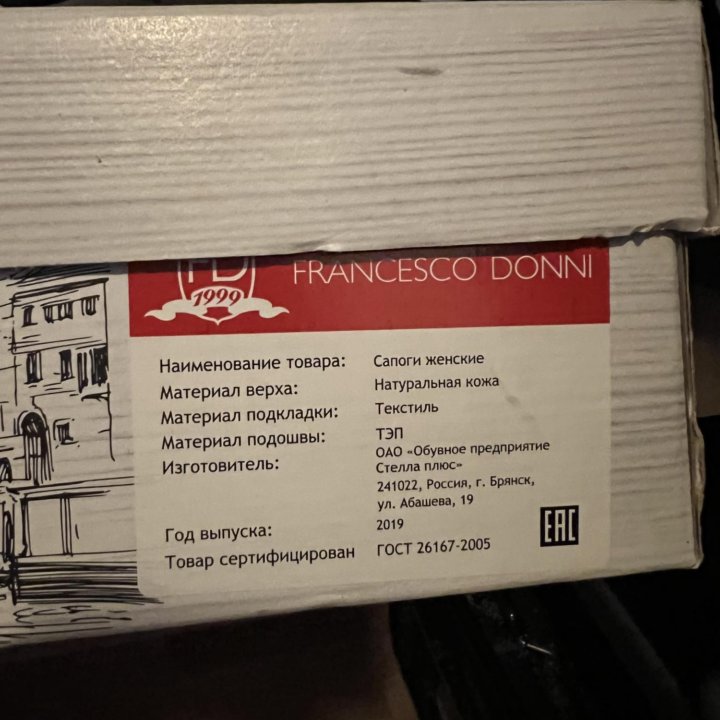 FD
1999
FRANCESCO DONNI
Наименование товара: Сапоги женские
Материал верха: Натуральная кожа
Материал подкладки: Текстиль
Материал подошвы: ТЭП
Изготовитель: ОАО «Обувное предприятие
Стелла плюс»
241022, Россия, г. Брянск,
ул. Абашева, 19
Год выпуска: 2019
Товар сертифицирован ГОСТ 26167-2005
EAC